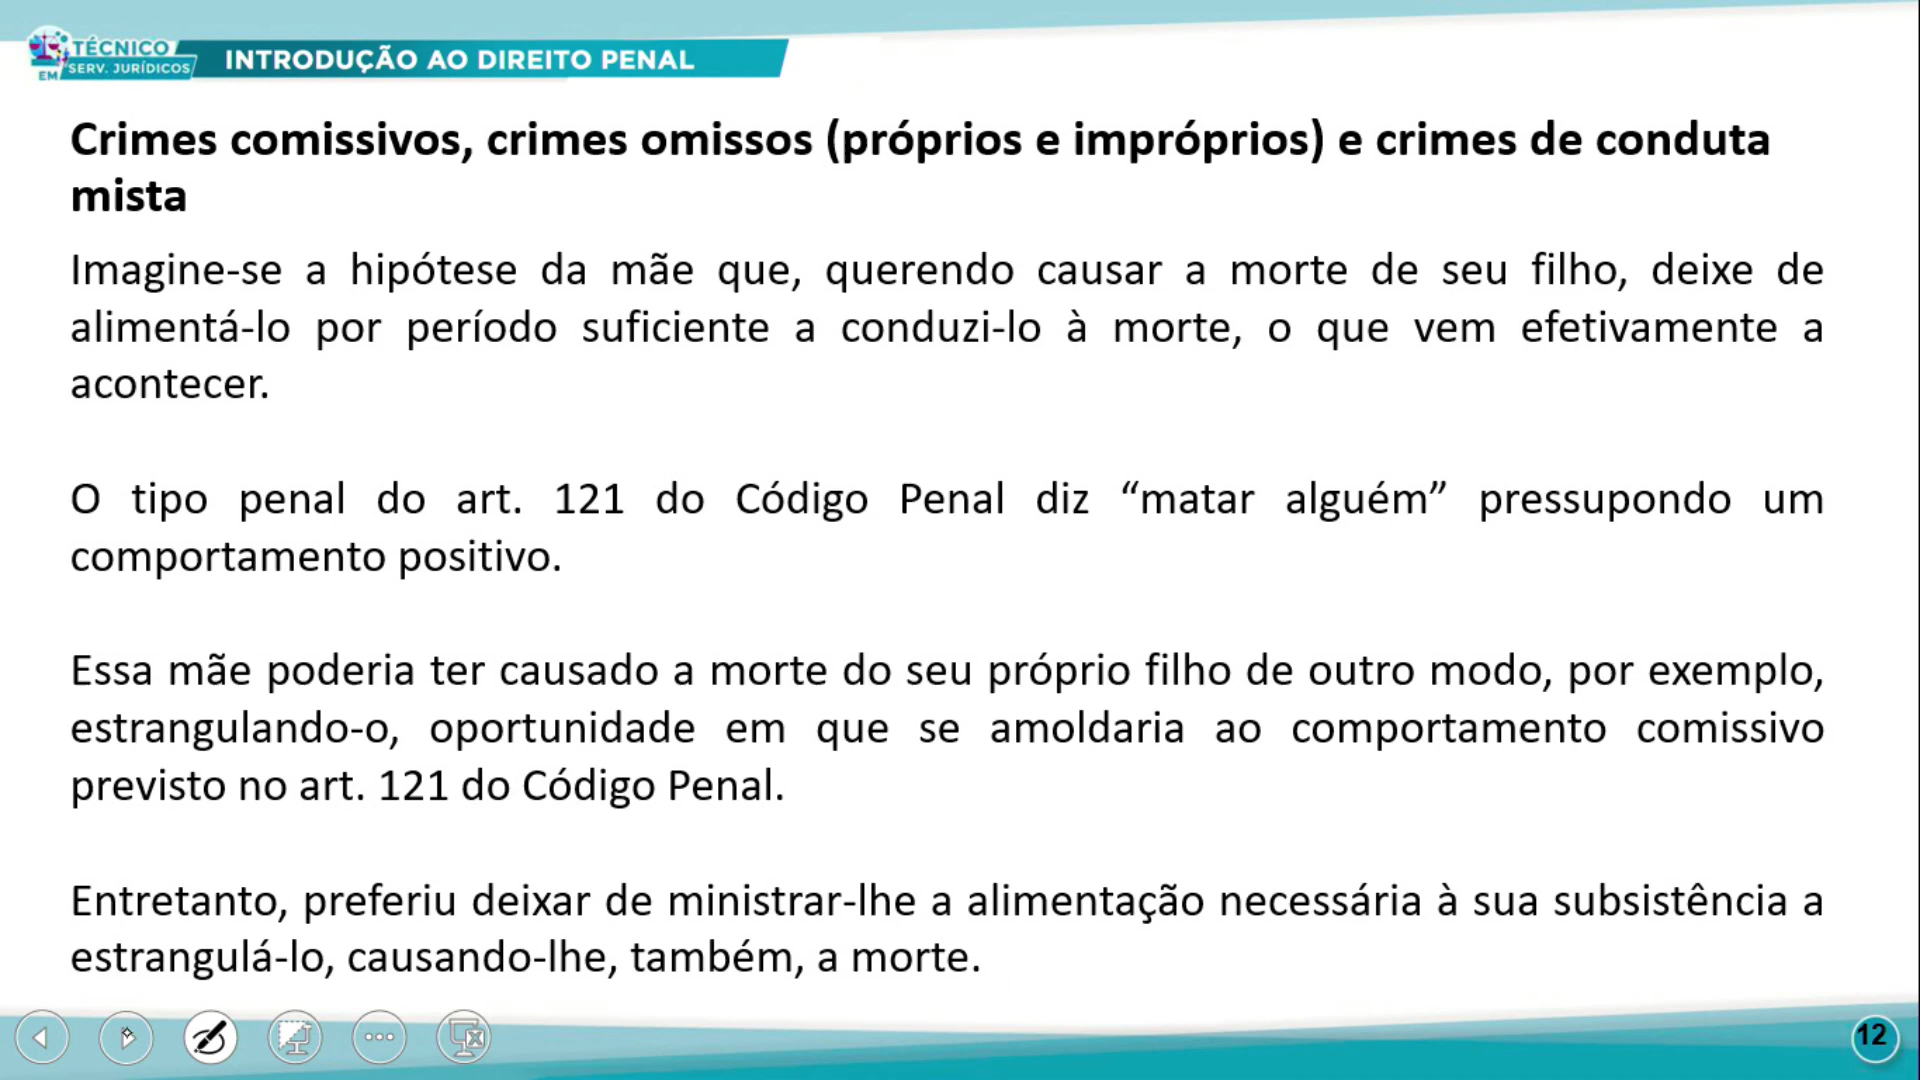 TÉCNICO
EM SERV. JURÍDICOS
INTRODUÇÃO AO DIREITO PENAL
Crimes comissivos, crimes omissos (próprios e impróprios) e crimes de conduta
mista
Imagine-se a hipótese da mãe que, querendo causar a morte de seu filho, deixe de
alimentá-lo por período suficiente a conduzi-lo à morte, o que vem efetivamente a
acontecer.
O tipo penal do art. 121 do Código Penal diz “matar alguém” pressupondo um
comportamento positivo.
Essa mãe poderia ter causado a morte do seu próprio filho de outro modo, por exemplo,
estrangulando-o, oportunidade em que se amoldaria ao comportamento comissivo
previsto no art. 121 do Código Penal.
Entretanto, preferiu deixar de ministrar-lhe a alimentação necessária à sua subsistência a
estrangulá-lo, causando-lhe, também, a morte.
12